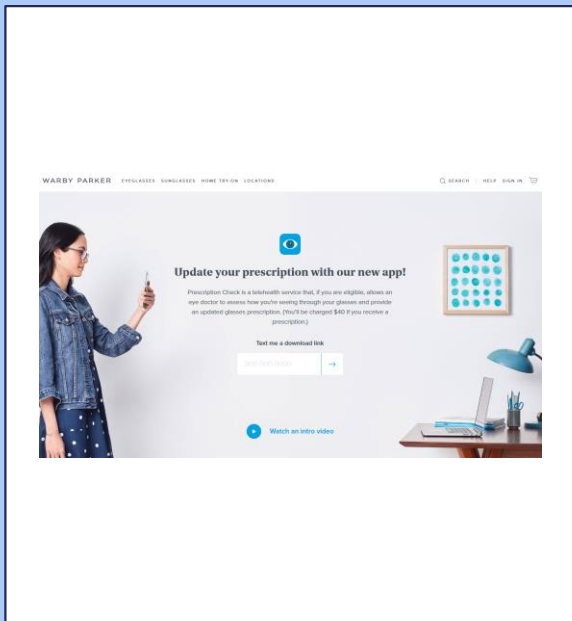 WARBY PARKER EYEGLASSES SUNGLASSES HOME TRY-ON LOCATIONS SEARCH HELP SIGN IN
Update your prescription with our new app!
Prescription Check is a telehealth service that, if you are eligible, allows an
eye doctor to assess how you're seeing through your glasses and provide
an updated glasses prescription. (You'll be charged $40 if you receive a
prescription.)
Text me a download link
Watch an intro video